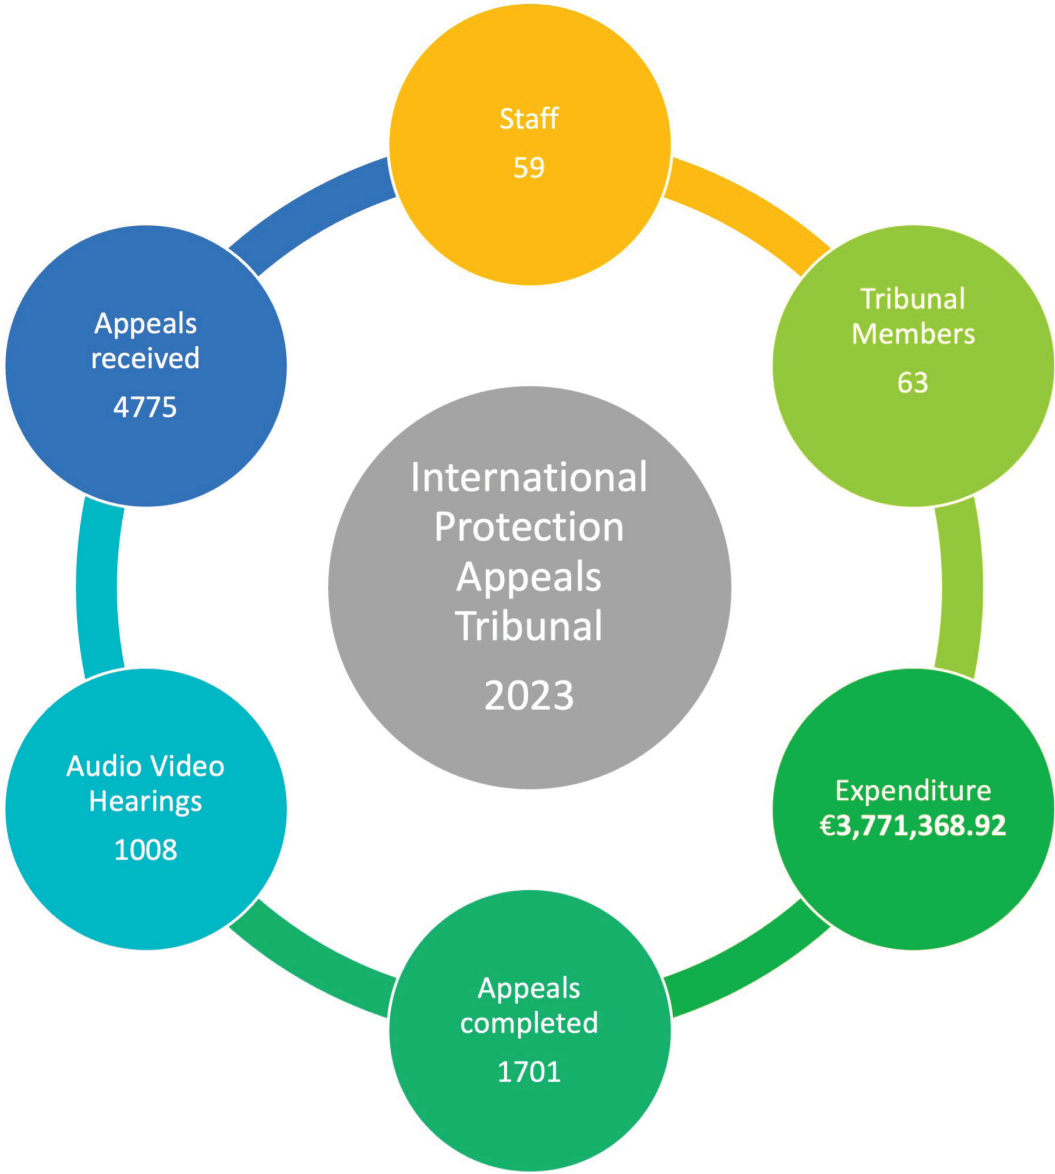 Staff
59
Tribunal
Members
63
Expenditure
€3,771,368.92
Appeals
completed
1701
Audio Video
Hearings
1008
Appeals
received
4775
International
Protection
Appeals
Tribunal
2023